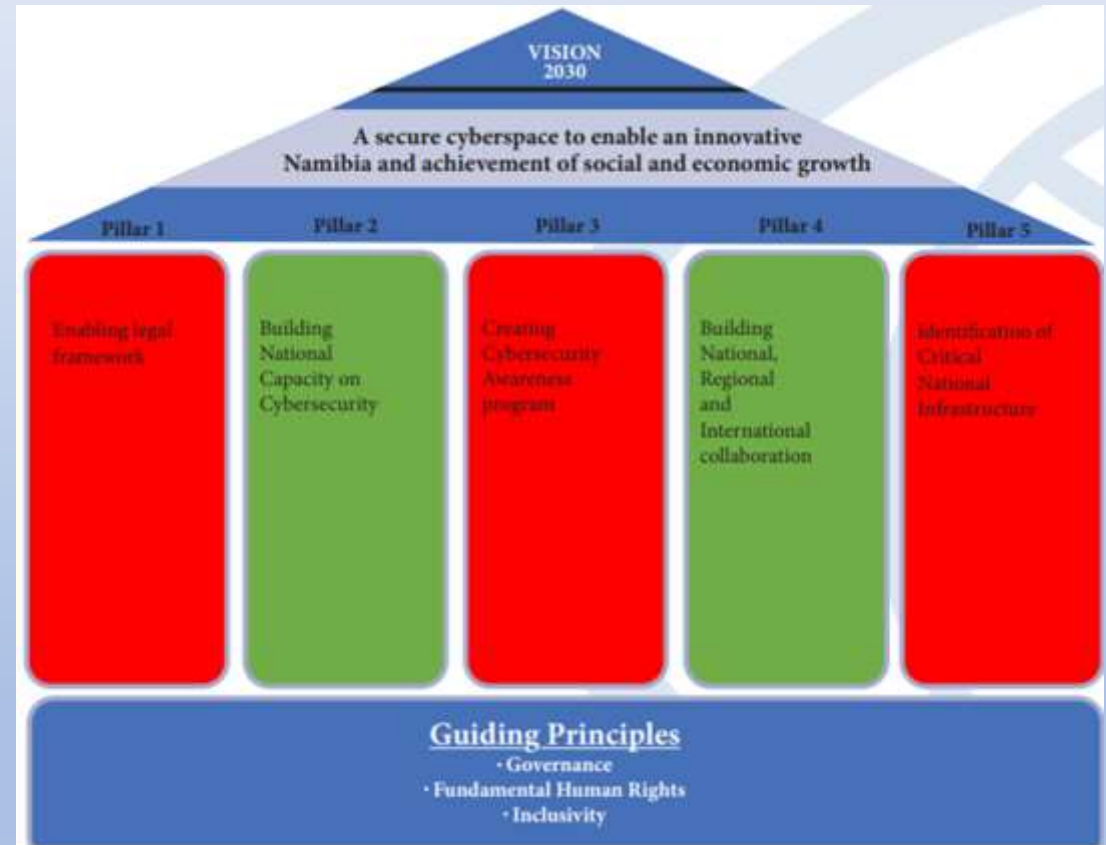 VISION
2030
A secure cyberspace to enable an innovative
Namibia and achievement of social and economic growth
Pillar 1
Pillar 2
Pillar 3
Pillar 4
Pillar 5
Enabling legal
framework
Building
National
Capacity on
Cybersecurity
Creating
Cybersecurity
Awareness
program
Building
National,
Regional
and
International
collaboration
identification of
Critical
National
Infrastructure
Guiding Principles
· Governance
· Fundamental Human Rights
· Inclusivity